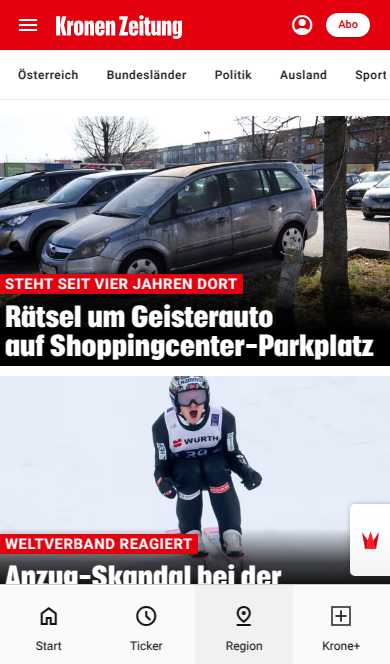 Kronen Zeitung
Abo
Österreich Bundesländer Politik Ausland Sport
STEHT SEIT VIER JAHREN DORT
Rätsel um Geisterauto
auf Shoppingcenter-Parkplatz
WÜRTH
WELTVERBAND REAGIERT
Anzug-Skandal bei der
Start Ticker Region Krone+